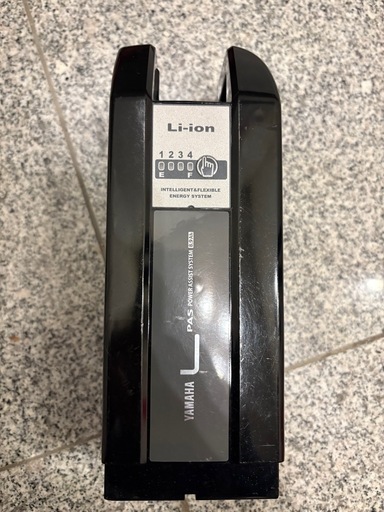 Li-ion
1 2 3 4
E F
INTELLIGENT&FLEXIBLE
ENERGY SYSTEM
YAMAHA L PAS POWER ASSIST SYSTEM